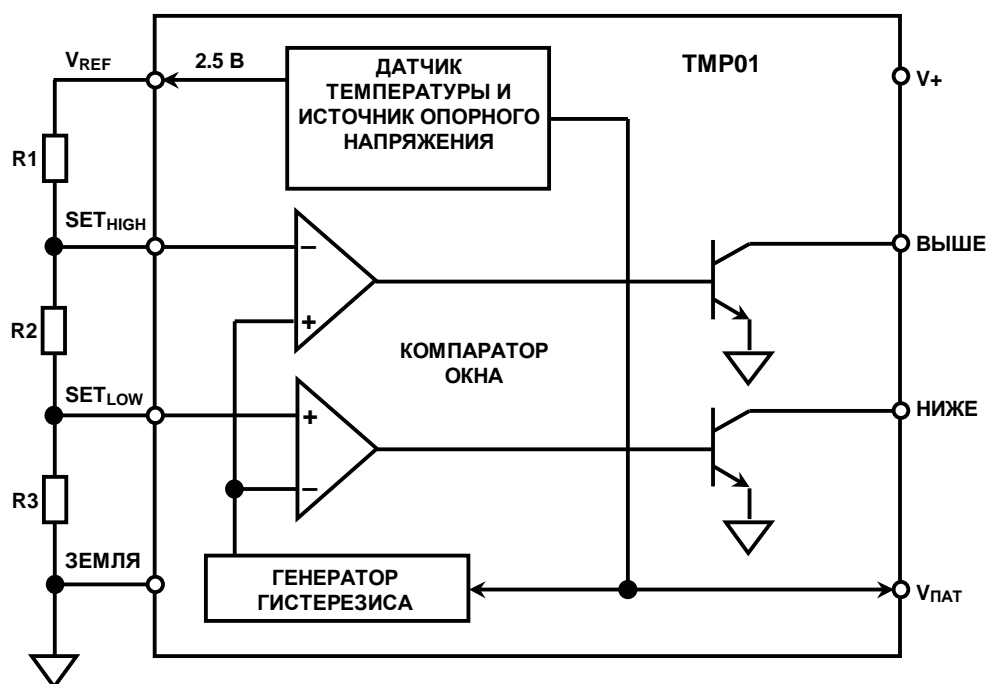 V_REF
2.5 В
ДАТЧИК
ТЕМПЕРАТУРЫ И
ИСТОЧНИК ОПОРНОГО
НАПРЯЖЕНИЯ
TMP01
V+
R1
SET_HIGH
−
+
ВЫШЕ
R2
КОМПАРАТОР
ОКНА
SET_LOW
+
−
НИЖЕ
R3
ЗЕМЛЯ
ГЕНЕРАТОР
ГИСТЕРЕЗИСА
V_ПАТ